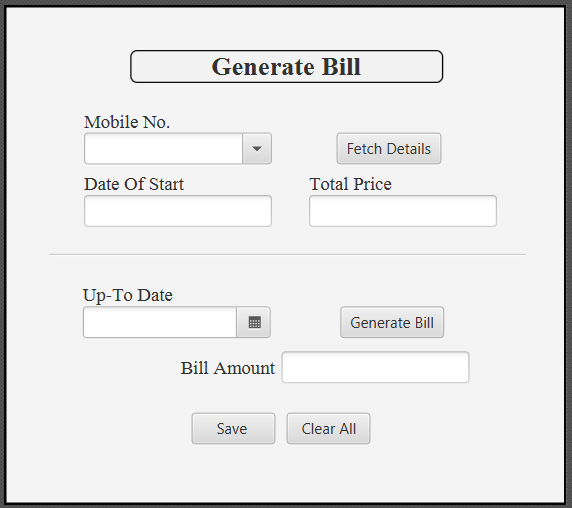 Generate Bill
Mobile No.
Fetch Details
Date Of Start
Total Price
Up-To Date
Generate Bill
Bill Amount
Save
Clear All